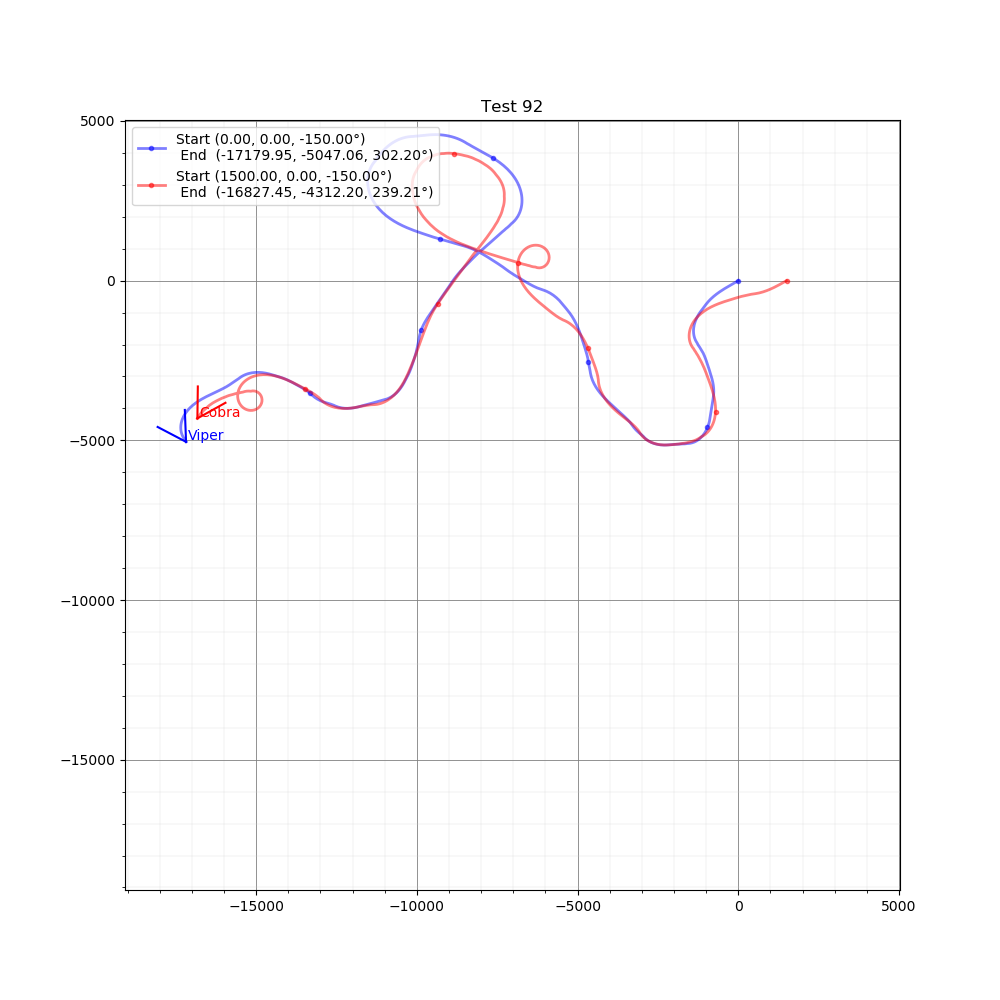 Test 92
Start (0.00, 0.00, -150.00°)
End  (-17179.95, -5047.06, 302.20°)
Start (1500.00, 0.00, -150.00°)
End  (-16827.45, -4312.20, 239.21°)
5000
0
−5000
−10000
−15000
Cobra
Viper
−15000
−10000
−5000
0
5000